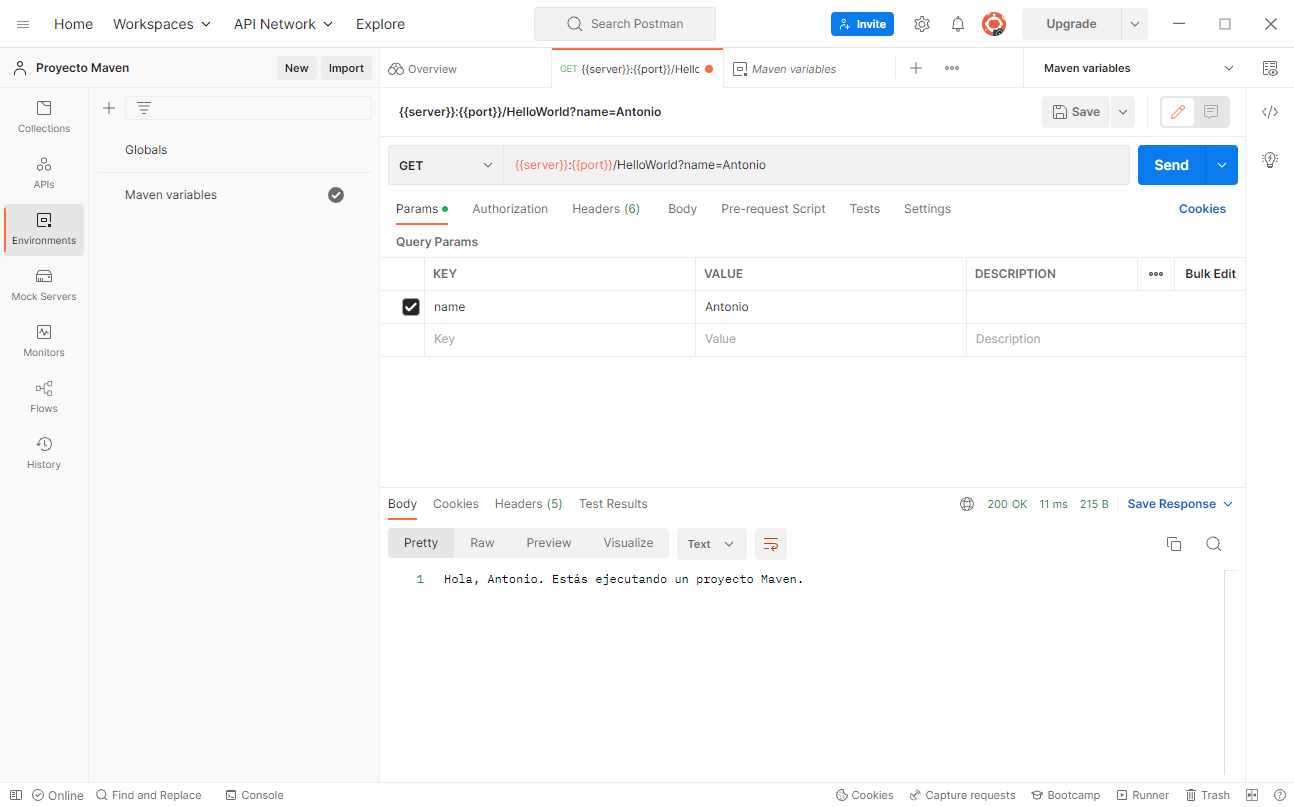 Home Workspaces API Network Explore Search Postman Invite Upgrade
Proyecto Maven New Import Overview GET {{server}}:{{port}}/Hello Maven variables Maven variables
Collections
APIs
Environments
Mock Servers
Monitors
Flows
History
Globals
Maven variables
{{server}}:{{port}}/HelloWorld?name=Antonio Save
GET {{server}}:{{port}}/HelloWorld?name=Antonio Send
Params Authorization Headers (6) Body Pre-request Script Tests Settings Cookies
Query Params
KEY VALUE DESCRIPTION Bulk Edit
name Antonio
Key Value Description
Body Cookies Headers (5) Test Results 200 OK 11 ms 215 B Save Response
Pretty Raw Preview Visualize Text
1 Hola, Antonio. Estás ejecutando un proyecto Maven.
Online Find and Replace Console Cookies Capture requests Bootcamp Runner Trash